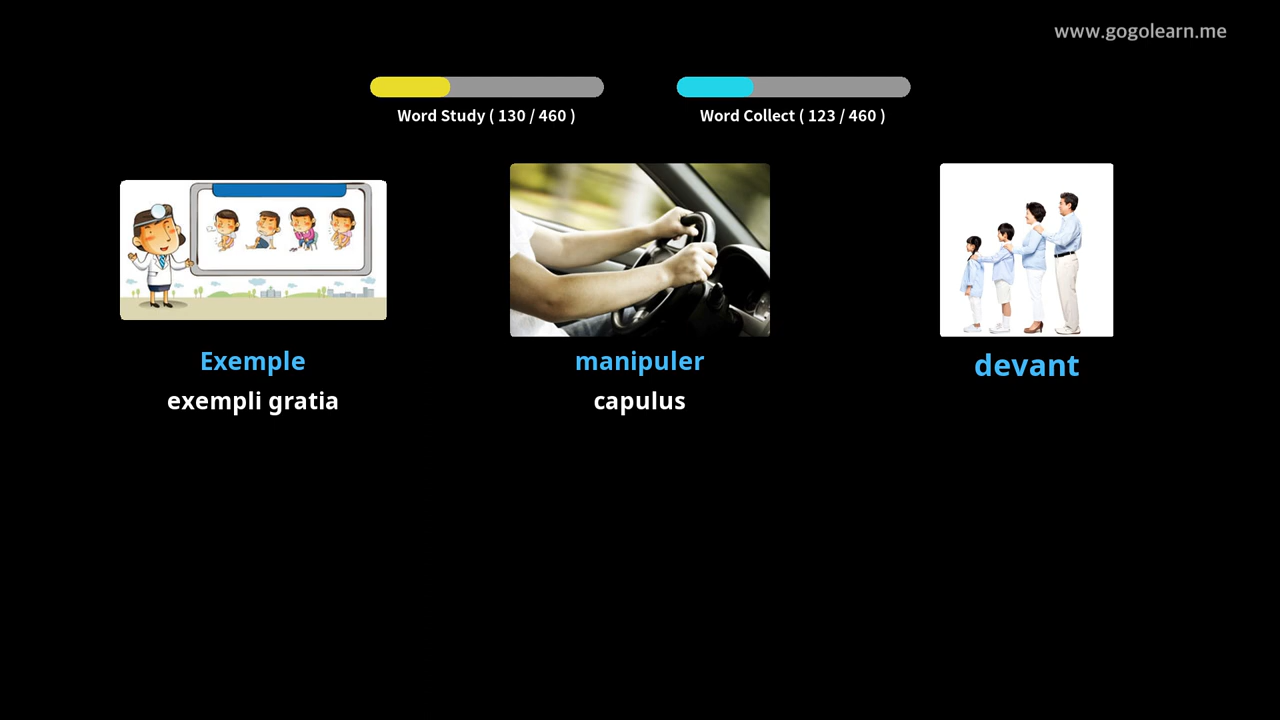 www.gogolearn.me
Word Study ( 130 / 460 )
Word Collect ( 123 / 460 )
Exemple
exempli gratia
manipuler
capulus
devant